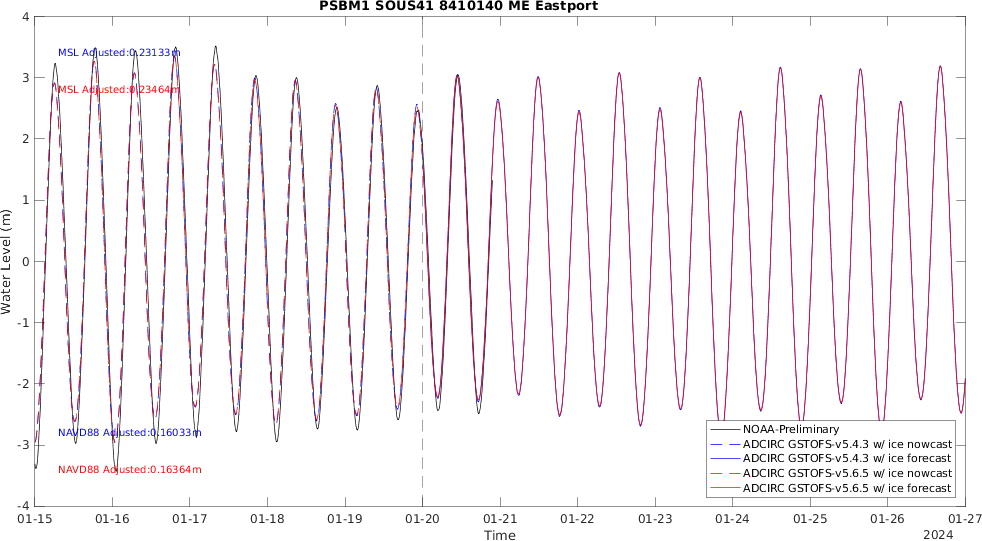 PSBM1 SOUS41 8410140 ME Eastport
4
3
2
1
0
-1
-2
-3
-4
Water Level (m)
MSL Adjusted:0.23133m
MSL Adjusted:0.23464m
NAVD88 Adjusted:0.16033m
NAVD88 Adjusted:0.16364m
NOAA-Preliminary
ADCIRC GSTOFS-v5.4.3 w/ ice nowcast
ADCIRC GSTOFS-v5.4.3 w/ ice forecast
ADCIRC GSTOFS-v5.6.5 w/ ice nowcast
ADCIRC GSTOFS-v5.6.5 w/ ice forecast
01-15 01-16 01-17 01-18 01-19 01-20 01-21 01-22 01-23 01-24 01-25 01-26 01-27
Time
2024